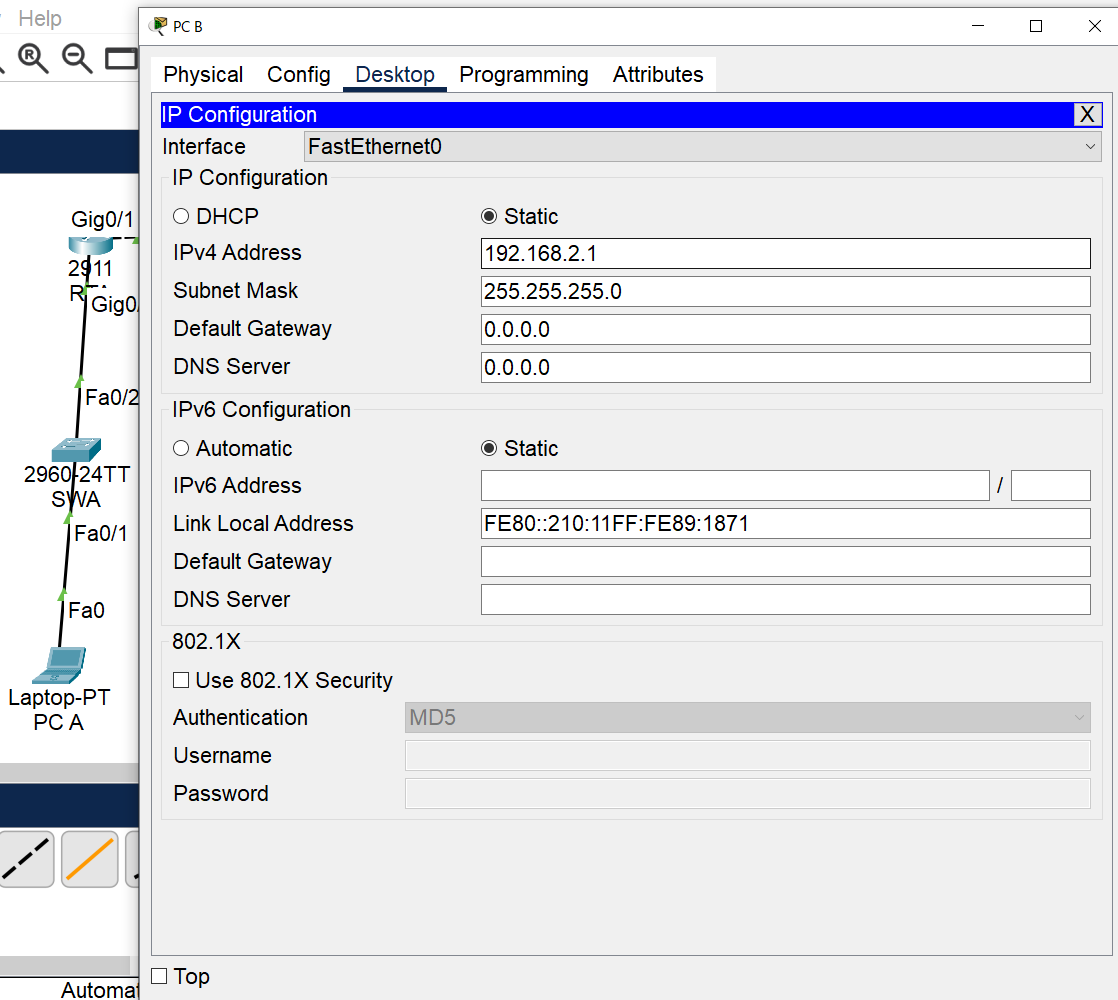 Help
PC B
Physical Config Desktop Programming Attributes
IP Configuration X
Interface FastEthernet0
IP Configuration
DHCP Static
IPv4 Address 192.168.2.1
Subnet Mask 255.255.255.0
Default Gateway 0.0.0.0
DNS Server 0.0.0.0
IPv6 Configuration
Automatic Static
IPv6 Address /
Link Local Address FE80::210:11FF:FE89:1871
Default Gateway
DNS Server
802.1X
Use 802.1X Security
Authentication MD5
Username
Password
Top
R
Gig0/1
2911
Gig0/
Fa0/2
2960-24TT
SWA
Fa0/1
Fa0
Laptop-PT
PC A